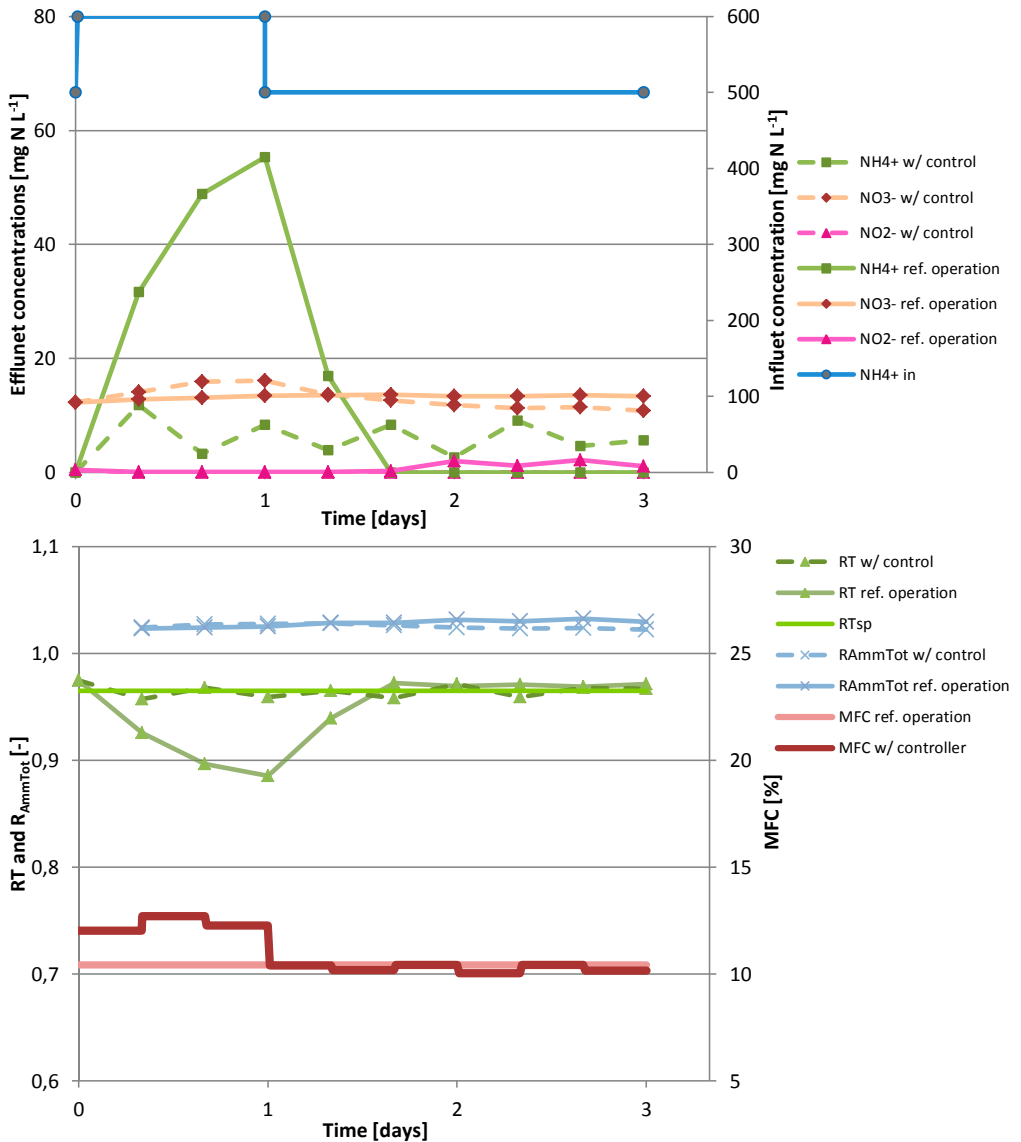 80
60
40
20
0
Efflunet concentrations [mg N L-1]
600
500
400
300
200
100
0
Influet concentration [mg N L-1]
0
1
2
3
Time [days]
NH4+ w/ control
NO3- w/ control
NO2- w/ control
NH4+ ref. operation
NO3- ref. operation
NO2- ref. operation
NH4+ in
1,1
1,0
0,9
0,8
0,7
0,6
RT and RAmmTot [-]
30
25
20
15
10
5
MFC [%]
0
1
2
3
Time [days]
RT w/ control
RT ref. operation
RTsp
RAmmTot w/ control
RAmmTot ref. operation
MFC ref. operation
MFC w/ controller